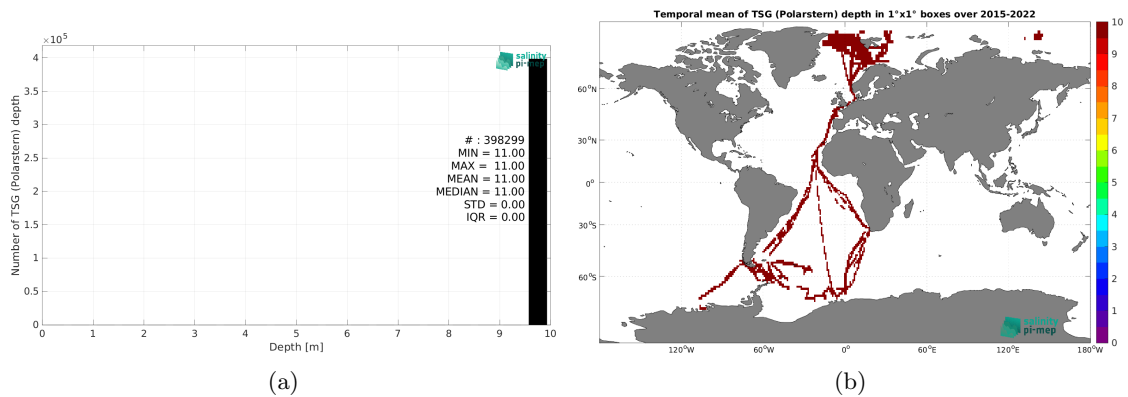 ×10⁵
4
3.5
3
2.5
2
1.5
1
0.5
0
0 1 2 3 4 5 6 7 8 9 10
Number of TSG (Polarstern) depth
Depth [m]
salinity
pi-mep
# : 398299
MIN = 11.00
MAX = 11.00
MEAN = 11.00
MEDIAN = 11.00
STD = 0.00
IQR = 0.00
(a)
Temporal mean of TSG (Polarstern) depth in 1°x1° boxes over 2015-2022
60°N
30°N
0°
30°S
60°S
120°W 60°W 0° 60°E 120°E 180°W
salinity
pi-mep
10
9
8
7
6
5
4
3
2
1
0
(b)